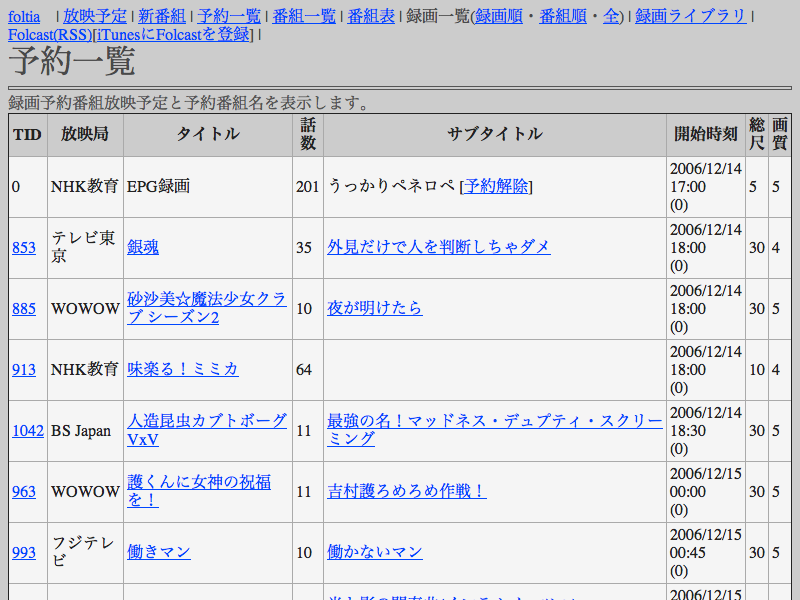 foltia | 放映予定 | 新番組 | 予約一覧 | 番組一覧 | 番組表 | 録画一覧(録画順・番組順・全) | 録画ライブラリ |
Folcast(RSS)[iTunesにFolcastを登録] |
予約一覧
録画予約番組放映予定と予約番組名を表示します。
TID 放映局 タイトル 話数 サブタイトル 開始時刻 総尺 画質
0 NHK教育 EPG録画 201 うっかりペネロペ [予約解除] 2006/12/14 17:00 (0) 5 5
853 テレビ東京 銀魂 35 外見だけで人を判断しちゃダメ 2006/12/14 18:00 (0) 30 4
885 WOWOW 砂沙美☆魔法少女クラブ シーズン2 10 夜が明けたら 2006/12/14 18:00 (0) 30 5
913 NHK教育 味楽る！ミミカ 64 2006/12/14 18:00 (0) 10 4
1042 BS Japan 人造昆虫カブトボーグ VxV 11 最強の名！マッドネス・デュプティ・スクリーミング 2006/12/14 18:30 (0) 30 5
963 WOWOW 護くんに女神の祝福を！ 11 吉村護ろめろめ作戦！ 2006/12/15 00:00 (0) 30 5
993 フジテレビ 働きマン 10 働かないマン 2006/12/15 00:45 (0) 30 5
2006/12/15